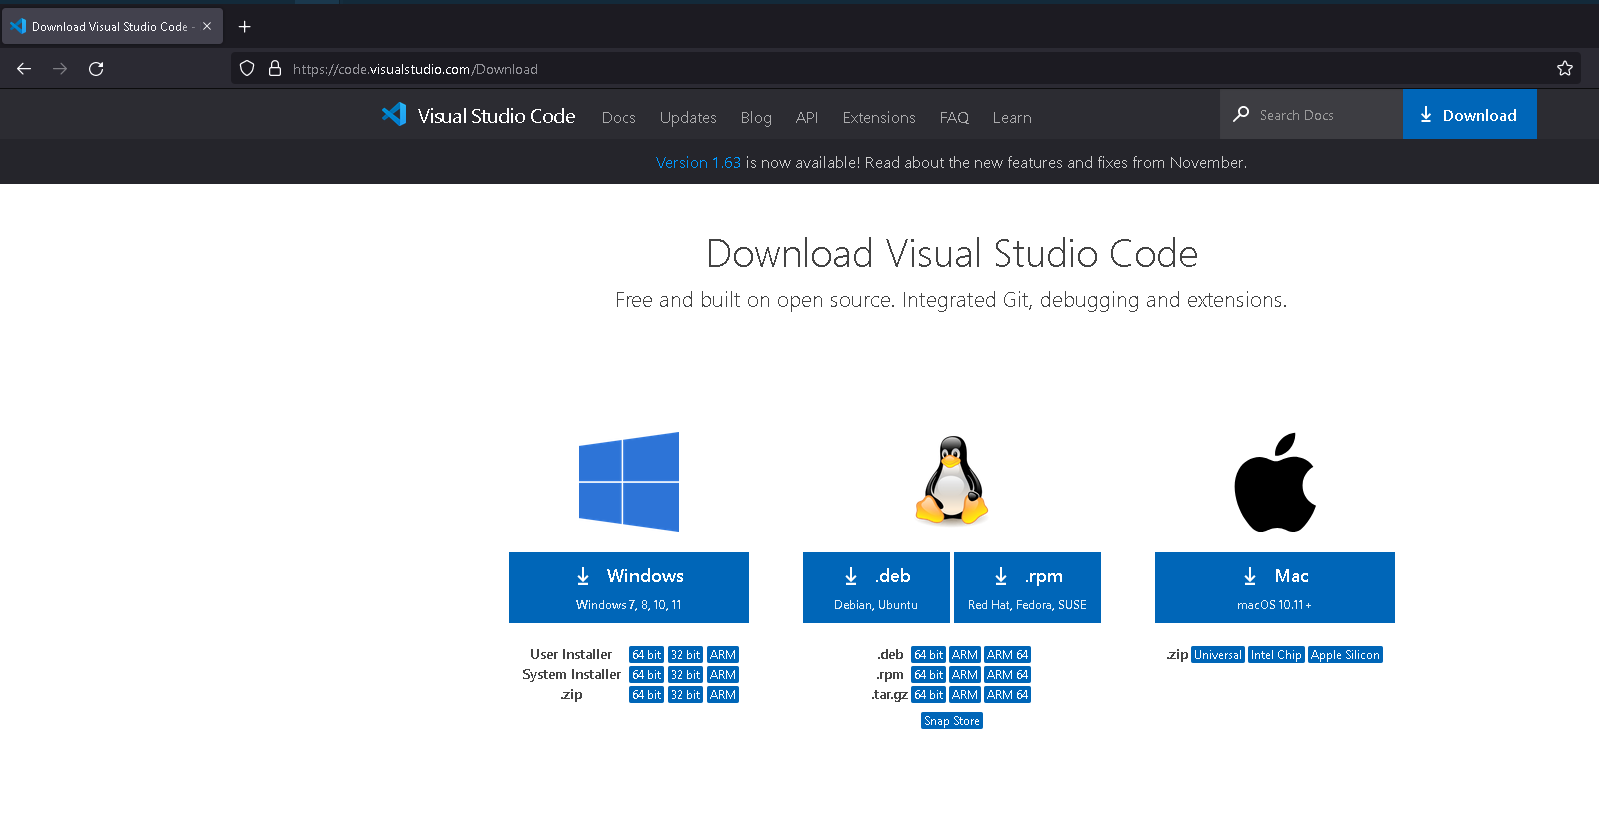 Download Visual Studio Code -
https://code.visualstudio.com/Download
Visual Studio Code Docs Updates Blog API Extensions FAQ Learn Search Docs Download
Version 1.63 is now available! Read about the new features and fixes from November.
Download Visual Studio Code
Free and built on open source. Integrated Git, debugging and extensions.
Windows
Windows 7, 8, 10, 11
User Installer 64 bit 32 bit ARM
System Installer 64 bit 32 bit ARM
.zip 64 bit 32 bit ARM
.deb
Debian, Ubuntu
.rpm
Red Hat, Fedora, SUSE
.deb 64 bit ARM ARM 64
.rpm 64 bit ARM ARM 64
.tar.gz 64 bit ARM ARM 64
Snap Store
Mac
macOS 10.11+
.zip Universal Intel Chip Apple Silicon